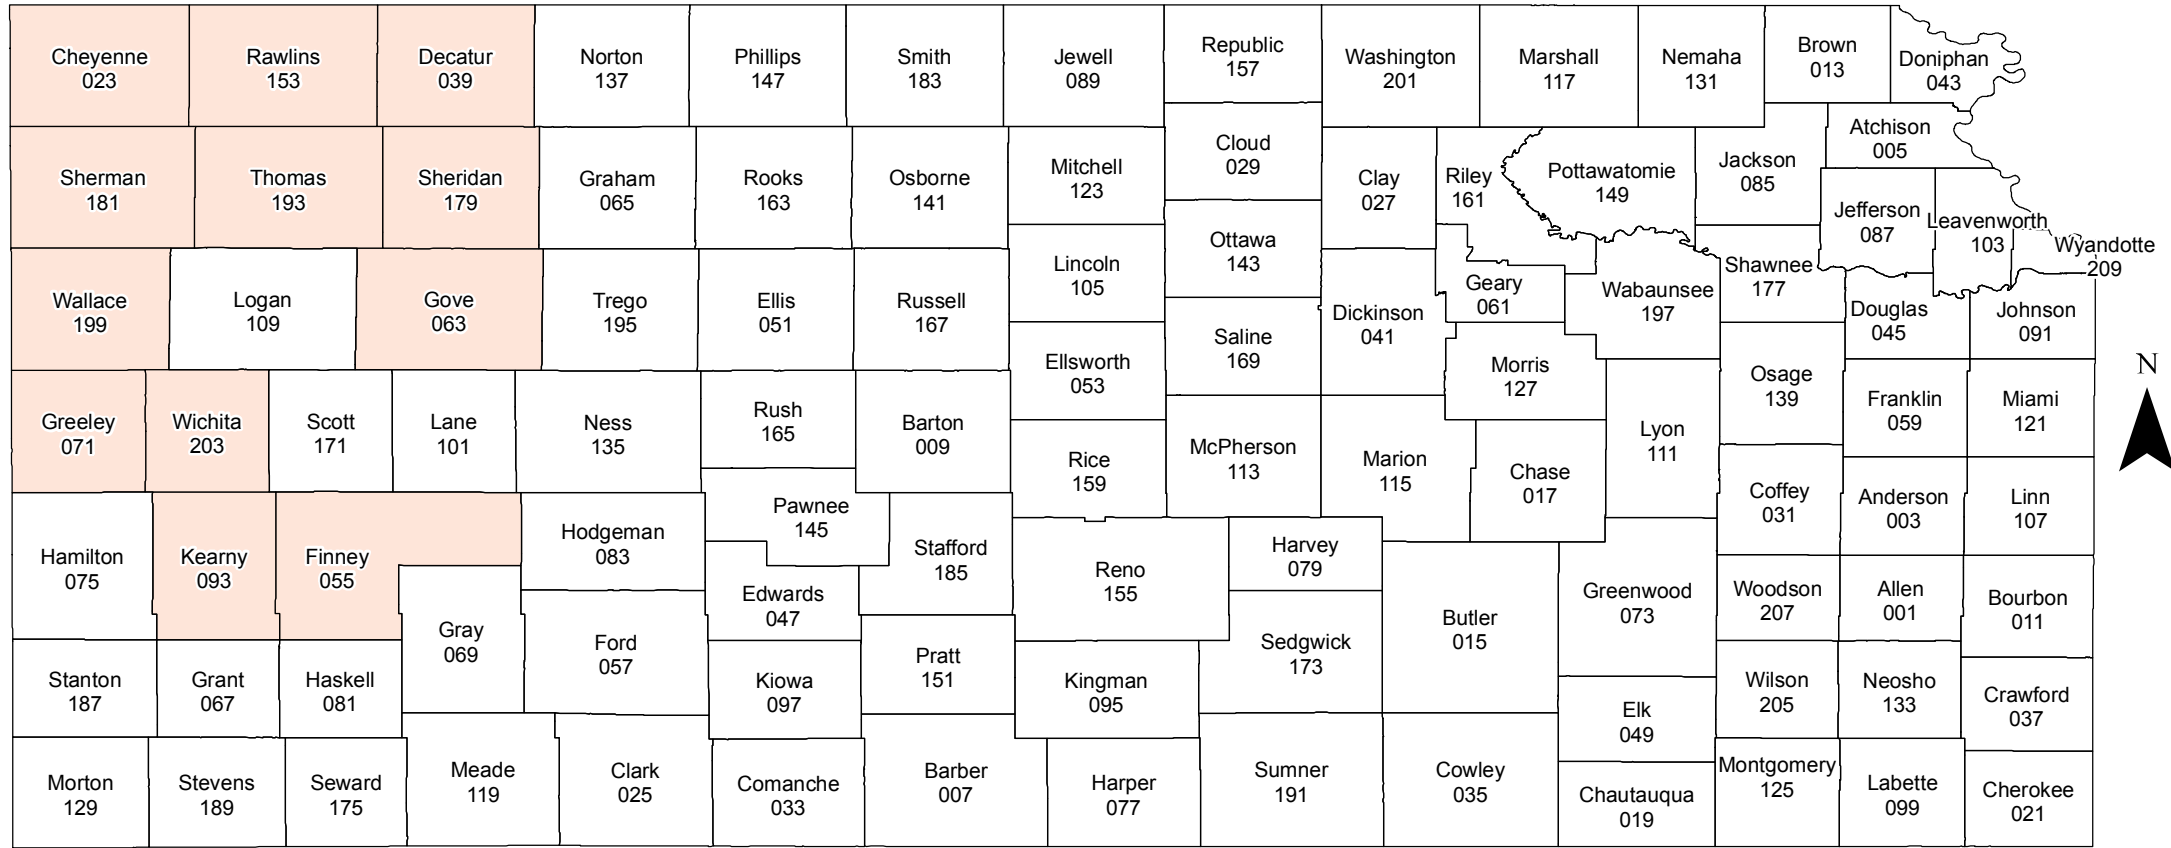 Cheyenne
023
Rawlins
153
Decatur
039
Norton
137
Phillips
147
Smith
183
Jewell
089
Republic
157
Washington
201
Marshall
117
Nemaha
131
Brown
013
Doniphan
043
Sherman
181
Thomas
193
Sheridan
179
Graham
065
Rooks
163
Osborne
141
Mitchell
123
Cloud
029
Clay
027
Riley
161
Pottawatomie
149
Jackson
085
Atchison
005
Jefferson
087
Leavenworth
103
Wyandotte
209
Wallace
199
Logan
109
Gove
063
Trego
195
Ellis
051
Russell
167
Lincoln
105
Ottawa
143
Dickinson
041
Geary
061
Wabaunsee
197
Shawnee
177
Douglas
045
Johnson
091
Ellsworth
053
Saline
169
Morris
127
Osage
139
Franklin
059
Miami
121
N
Greeley
071
Wichita
203
Scott
171
Lane
101
Ness
135
Rush
165
Barton
009
Rice
159
McPherson
113
Marion
115
Chase
017
Lyon
111
Coffey
031
Anderson
003
Linn
107
Hamilton
075
Kearny
093
Finney
055
Hodgeman
083
Pawnee
145
Stafford
185
Edwards
047
Reno
155
Harvey
079
Butler
015
Greenwood
073
Woodson
207
Allen
001
Bourbon
011
Gray
069
Ford
057
Sedgwick
173
Stanton
187
Grant
067
Haskell
081
Kiowa
097
Pratt
151
Kingman
095
Elk
049
Wilson
205
Neosho
133
Crawford
037
Morton
129
Stevens
189
Seward
175
Meade
119
Clark
025
Comanche
033
Barber
007
Harper
077
Sumner
191
Cowley
035
Chautauqua
019
Montgomery
125
Labette
099
Cherokee
021